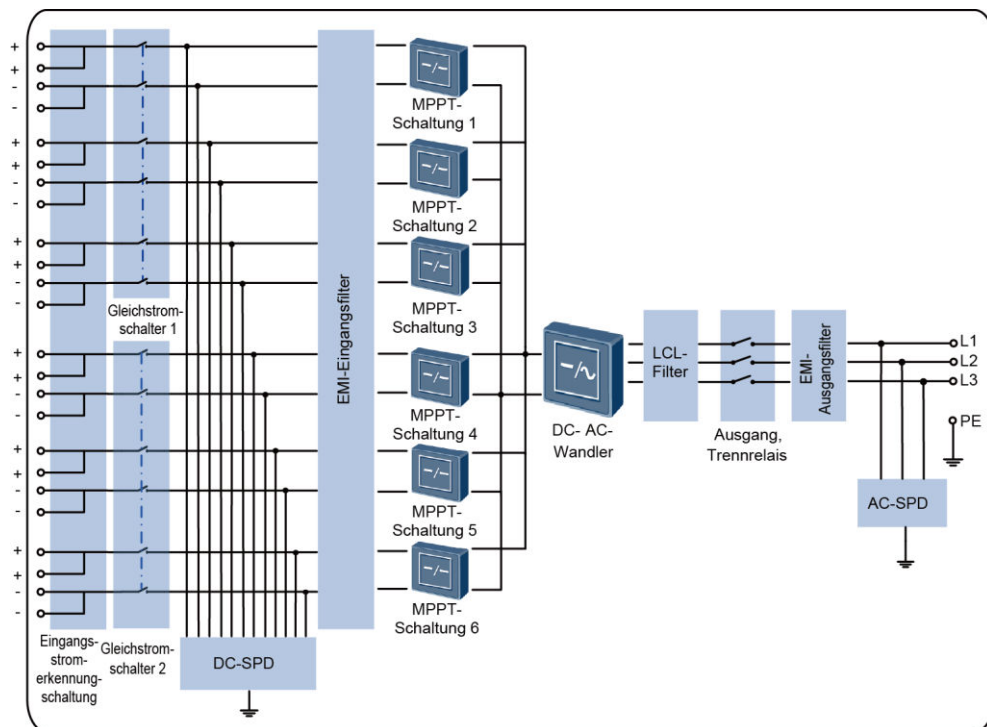 +
+
-
-
+
+
-
-
+
+
-
-
+
+
-
-
+
+
-
-
+
+
-
-
Eingangs-
strom-
erkennung-
schaltung
Gleichstrom-
schalter 1
Gleichstrom-
schalter 2
DC-SPD
EMI-Eingangsfilter
MPPT-
Schaltung 1
MPPT-
Schaltung 2
MPPT-
Schaltung 3
MPPT-
Schaltung 4
MPPT-
Schaltung 5
MPPT-
Schaltung 6
DC- AC-
Wandler
LCL-
Filter
Ausgang,
Trennrelais
EMI-
Ausgangsfilter
L1
L2
L3
PE
AC-SPD